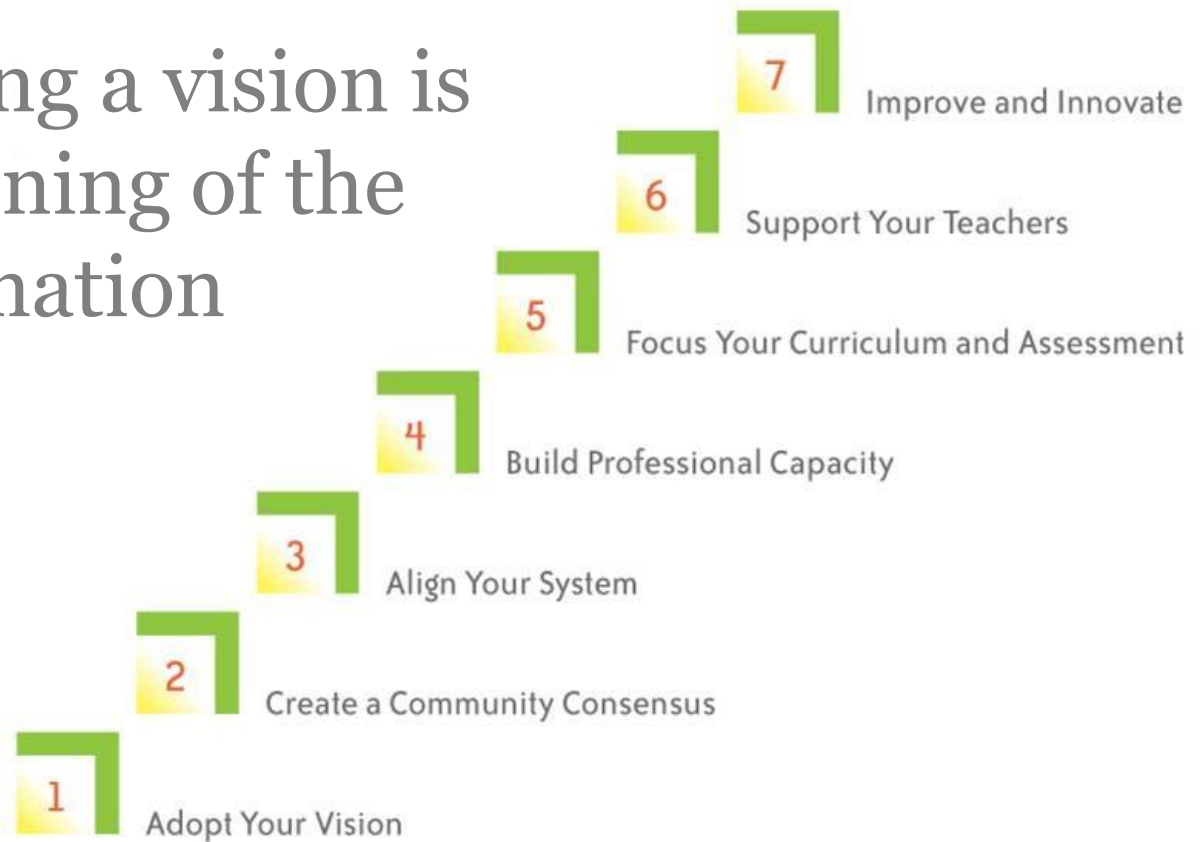 ng a vision is
ning of the
nation
7
Improve and Innovate
6
Support Your Teachers
5
Focus Your Curriculum and Assessment
4
Build Professional Capacity
3
Align Your System
2
Create a Community Consensus
1
Adopt Your Vision